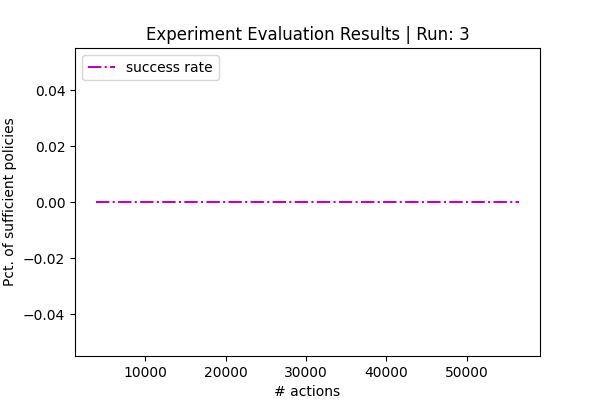 Experiment Evaluation Results | Run: 3
success rate
Pct. of sufficient policies
0.04
0.02
0.00
−0.02
−0.04
10000 20000 30000 40000 50000
# actions